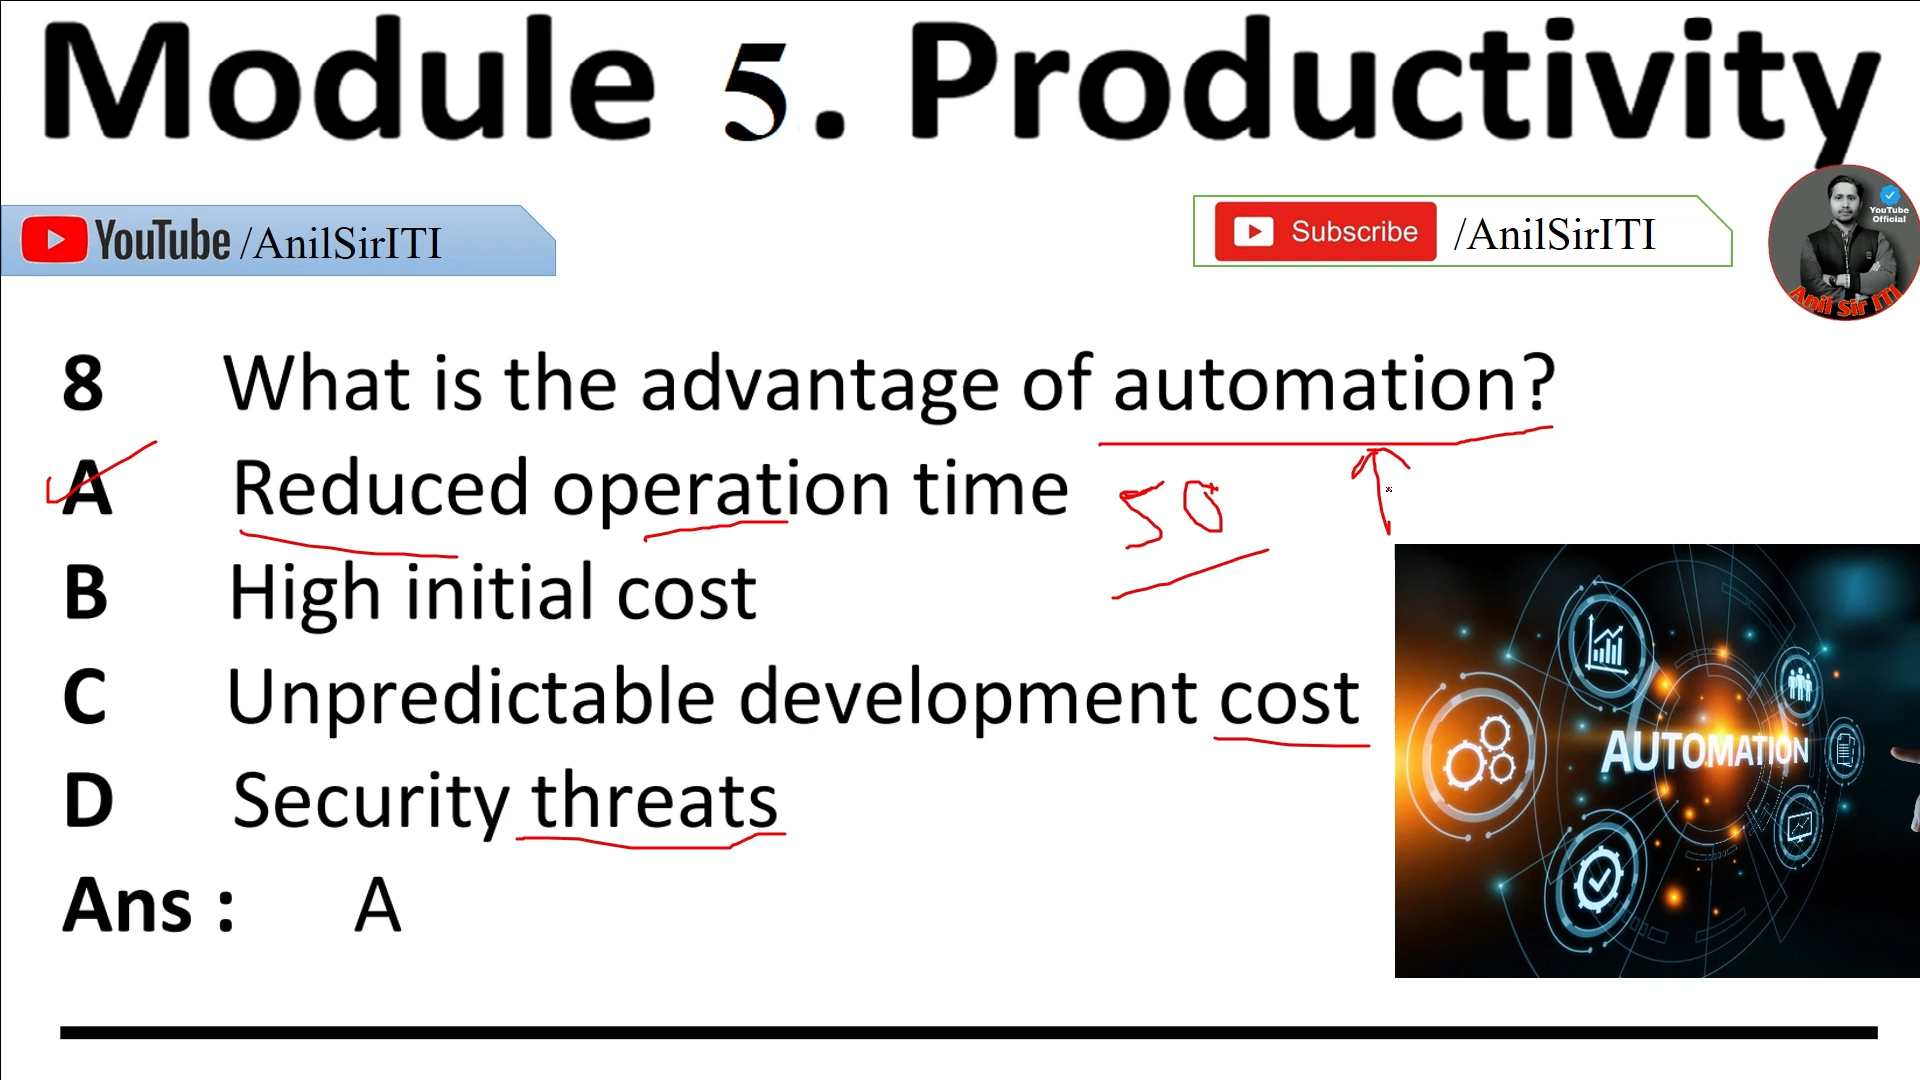 Module 5. Productivity
YouTube /AnilSirITI
Subscribe /AnilSirITI
YouTube Official
Anil Sir ITI
8 What is the advantage of automation?
A Reduced operation time 50
B High initial cost
C Unpredictable development cost
D Security threats
AUTOMATION
Ans : A